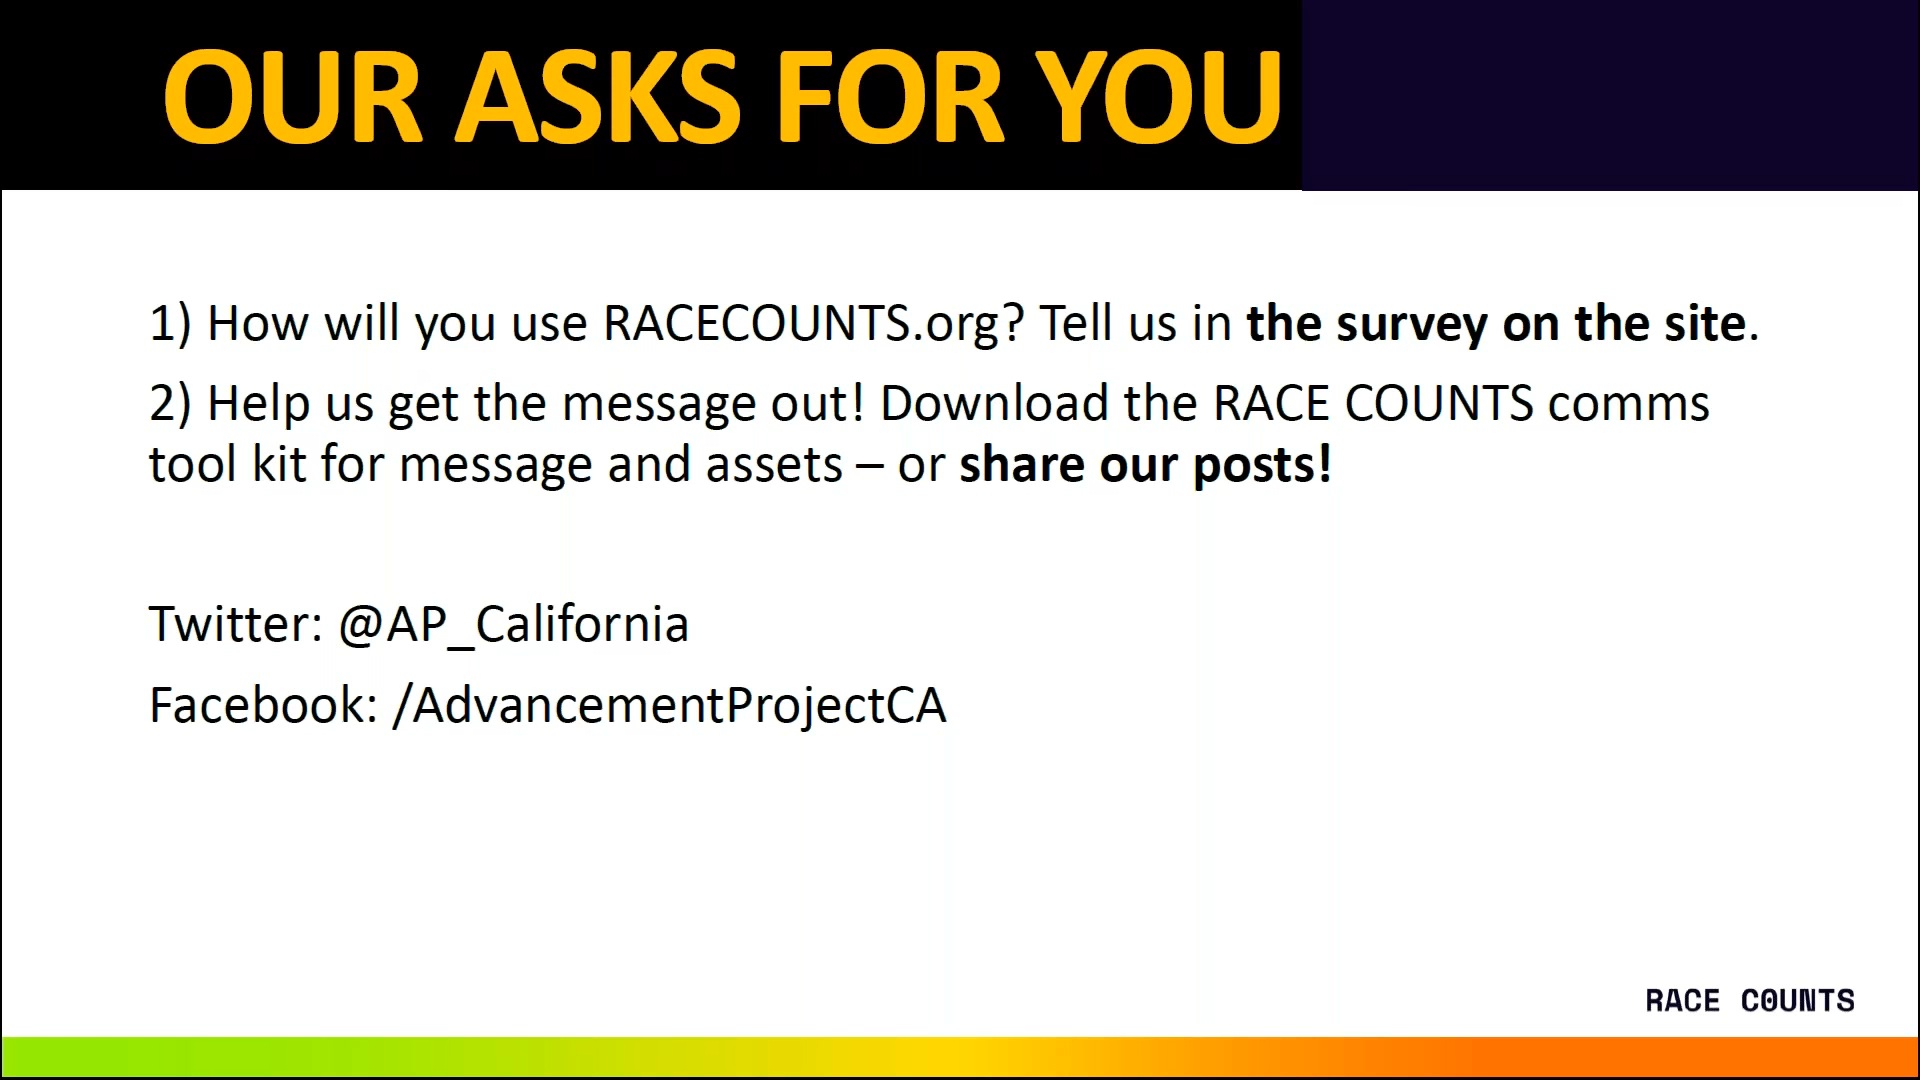 OUR ASKS FOR YOU
1) How will you use RACECOUNTS.org? Tell us in the survey on the site.
2) Help us get the message out! Download the RACE COUNTS comms
tool kit for message and assets – or share our posts!
Twitter: @AP_California
Facebook: /AdvancementProjectCA
RACE COUNTS